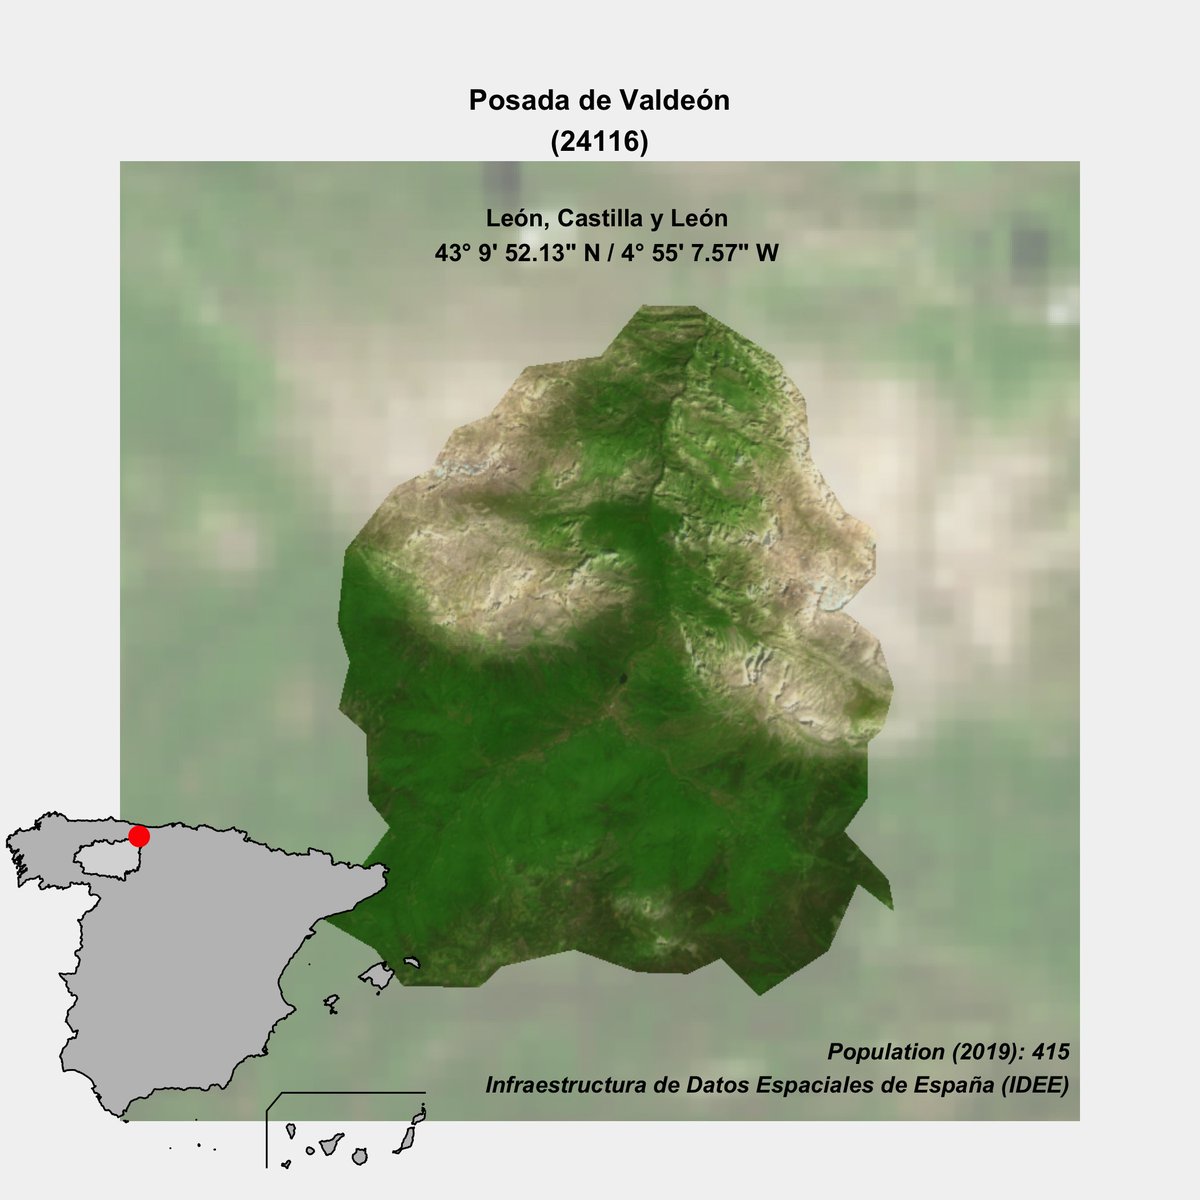 Posada de Valdeón
(24116)
León, Castilla y León
43° 9' 52.13" N / 4° 55' 7.57" W
Population (2019): 415
Infraestructura de Datos Espaciales de España (IDEE)